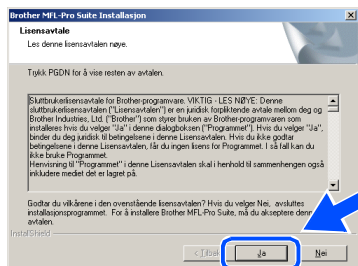 Brother MFL-Pro Suite Installasjon
Lisensavtale
Les denne lisensavtalen nøye.
Trykk PGDN for å vise resten av avtalen.
Sluttbrukerlisensavtale for Brother-programvare. VIKTIG - LES NØYE: Denne
sluttbrukerlisensavtalen ("Lisensavtalen") er en juridisk forpliktende avtale mellom deg og
Brother Industries, Ltd. ("Brother") som styrer bruken av Brother-programvaren som
installeres hvis du velger "Ja" i denne dialogboksen ("Programmet"). Hvis du velger "Ja",
binder du deg juridisk til betingelsene i denne Lisensavtalen. Hvis du ikke godtar
betingelsene i denne Lisensavtalen, får du ingen lisens for Programmet. I så fall kan du
ikke bruke Programmet.
Henvisning til "Programmet" i denne Lisensavtalen skal i henhold til sammenhengen også
inkludere mediet det er lagret på.
Godtar du vilkårene i den ovenstående lisensavtalen? Hvis du velger Nei, avsluttes
installasjonsprogrammet. For å installere Brother MFL-Pro Suite, må du akseptere denne
avtalen.
InstallShield
Ja
Nei